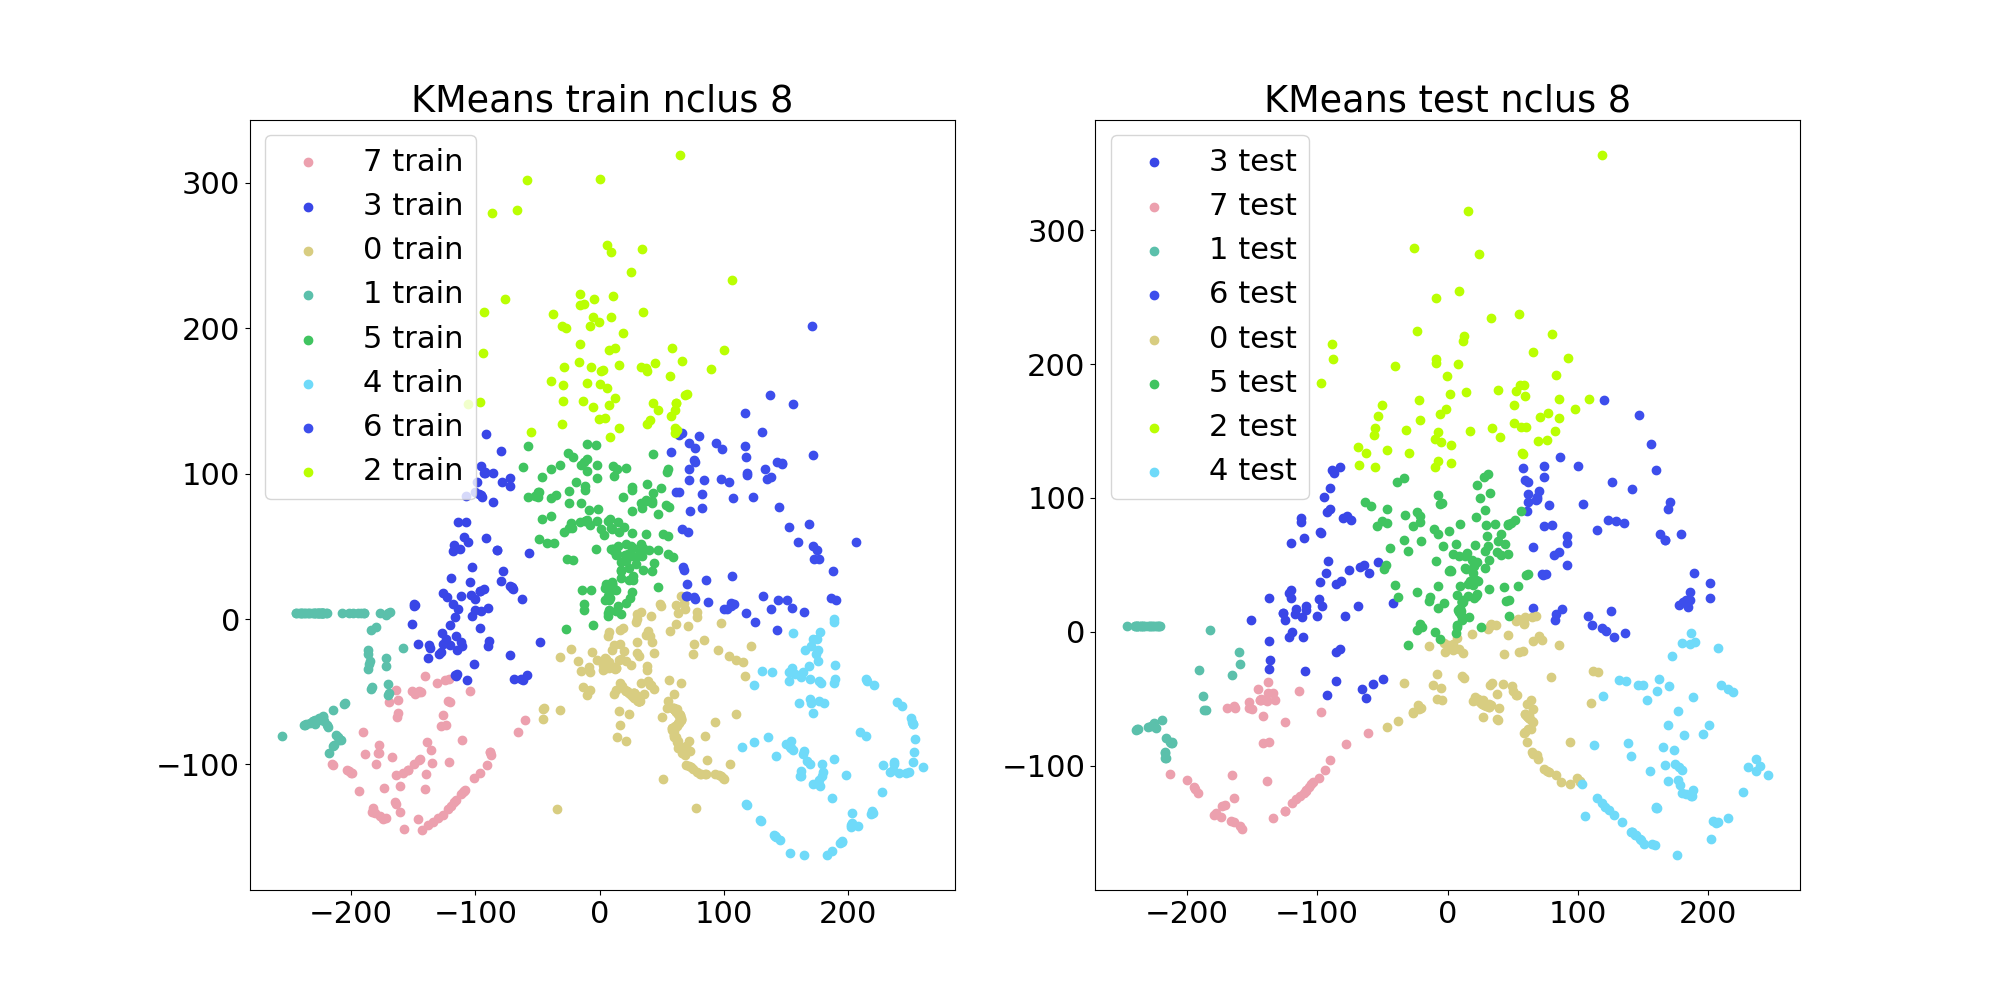 KMeans train nclus 8
7 train
3 train
0 train
1 train
5 train
4 train
6 train
2 train
300
200
100
0
−100
−200
−100
0
100
200
KMeans test nclus 8
3 test
7 test
1 test
6 test
0 test
5 test
2 test
4 test
300
200
100
0
−100
−200
−100
0
100
200